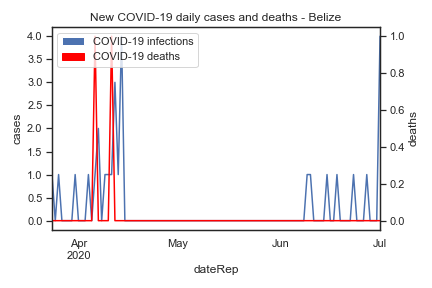 New COVID-19 daily cases and deaths - Belize
COVID-19 infections
COVID-19 deaths
4.0
3.5
3.0
2.5
2.0
1.5
1.0
0.5
0.0
cases
1.0
0.8
0.6
0.4
0.2
0.0
deaths
Apr
2020
May
Jun
Jul
dateRep